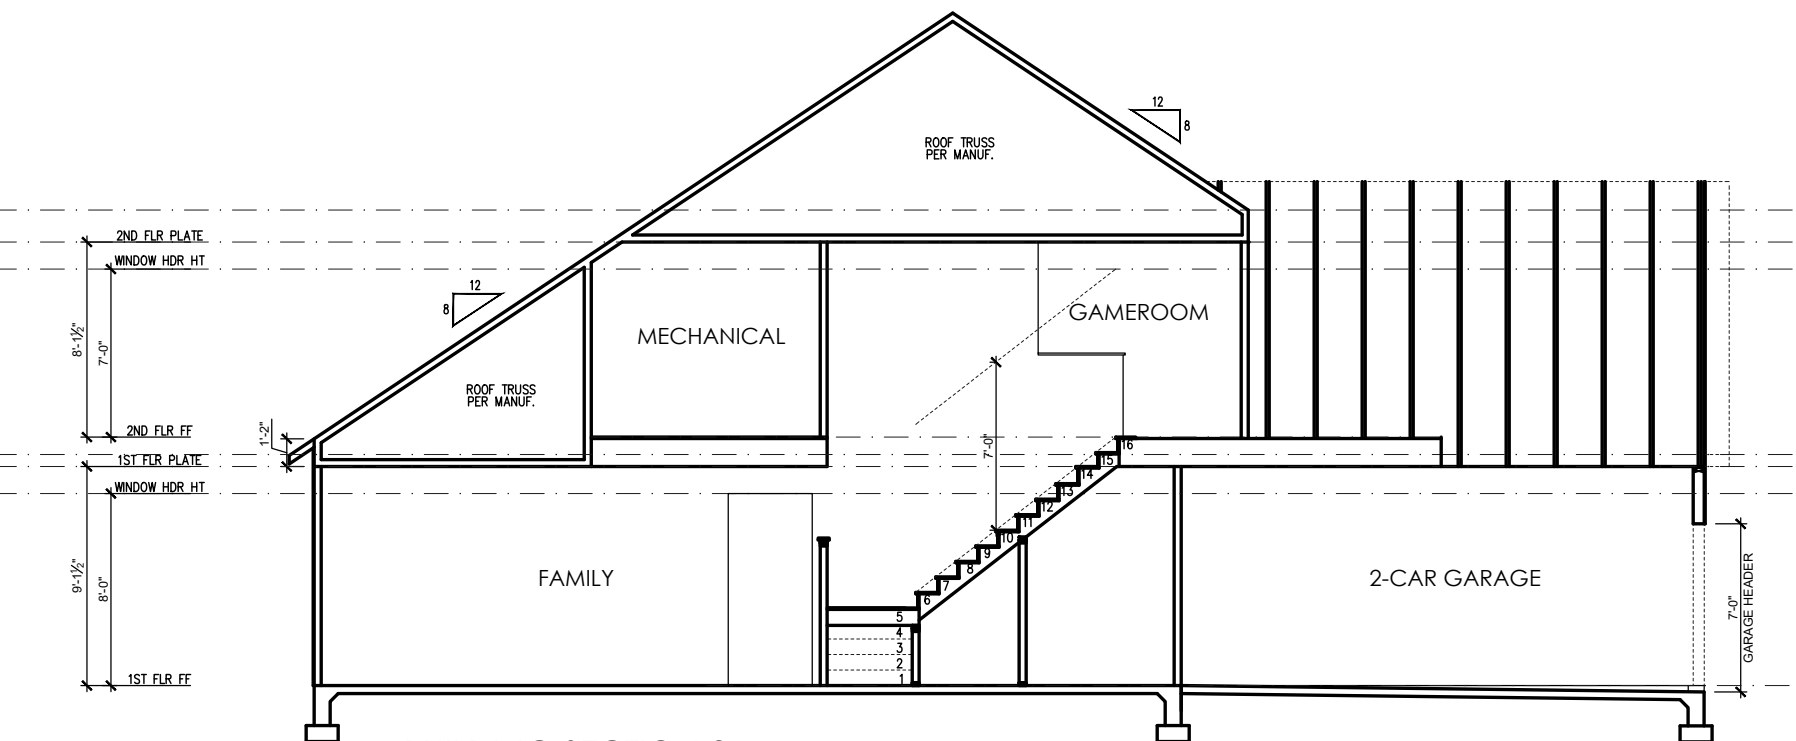 12
8
ROOF TRUSS
PER MANUF.
2ND FLR PLATE
WINDOW HDR HT
12
8
GAMEROOM
MECHANICAL
8'-1½"
7'-0"
ROOF TRUSS
PER MANUF.
2ND FLR FF
1'-2"
7'-0"
1ST FLR PLATE
WINDOW HDR HT
16
15
14
13
12
11
10
9
8
7
6
5
4
3
2
1
FAMILY
2-CAR GARAGE
9'-1½"
8'-0"
7'-0"
GARAGE HEADER
1ST FLR FF